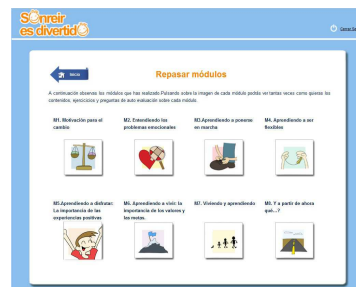 Sonreir
es divertido
Cerrar Se
Inicio
Repasar módulos
A continuación observas los módulos que has realizado.Pulsando sobre la imagen de cada módulo podrás ver tantas veces como quieras los
contenidos, ejercicios y preguntas de auto evaluación sobre cada módulo.
M1. Motivación para el
cambio
M2. Entendiendo los
problemas emocionales
M3.Aprendiendo a ponerse
en marcha
M4. Aprendiendo a ser
flexibles
M5.Aprendiendo a disfrutar.
La importancia de las
experiencias positivas
M6. Aprendiendo a vivir: la
importancia de los valores y
las metas.
M7. Viviendo y aprendiendo
M8. Y a partir de ahora
qué...?